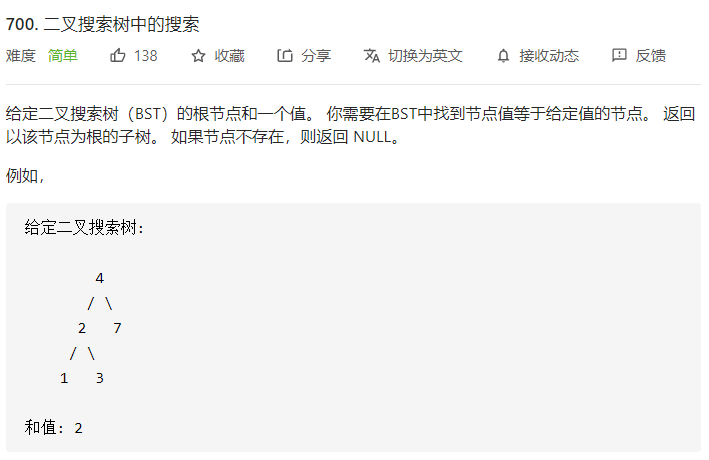 700. 二叉搜索树中的搜索
难度 简单 138 收藏 分享 切换为英文 接收动态 反馈
给定二叉搜索树（BST）的根节点和一个值。 你需要在BST中找到节点值等于给定值的节点。 返回
以该节点为根的子树。 如果节点不存在，则返回 NULL。
例如，
给定二叉搜索树:
4
/ \
2 7
/ \
1 3
和值: 2